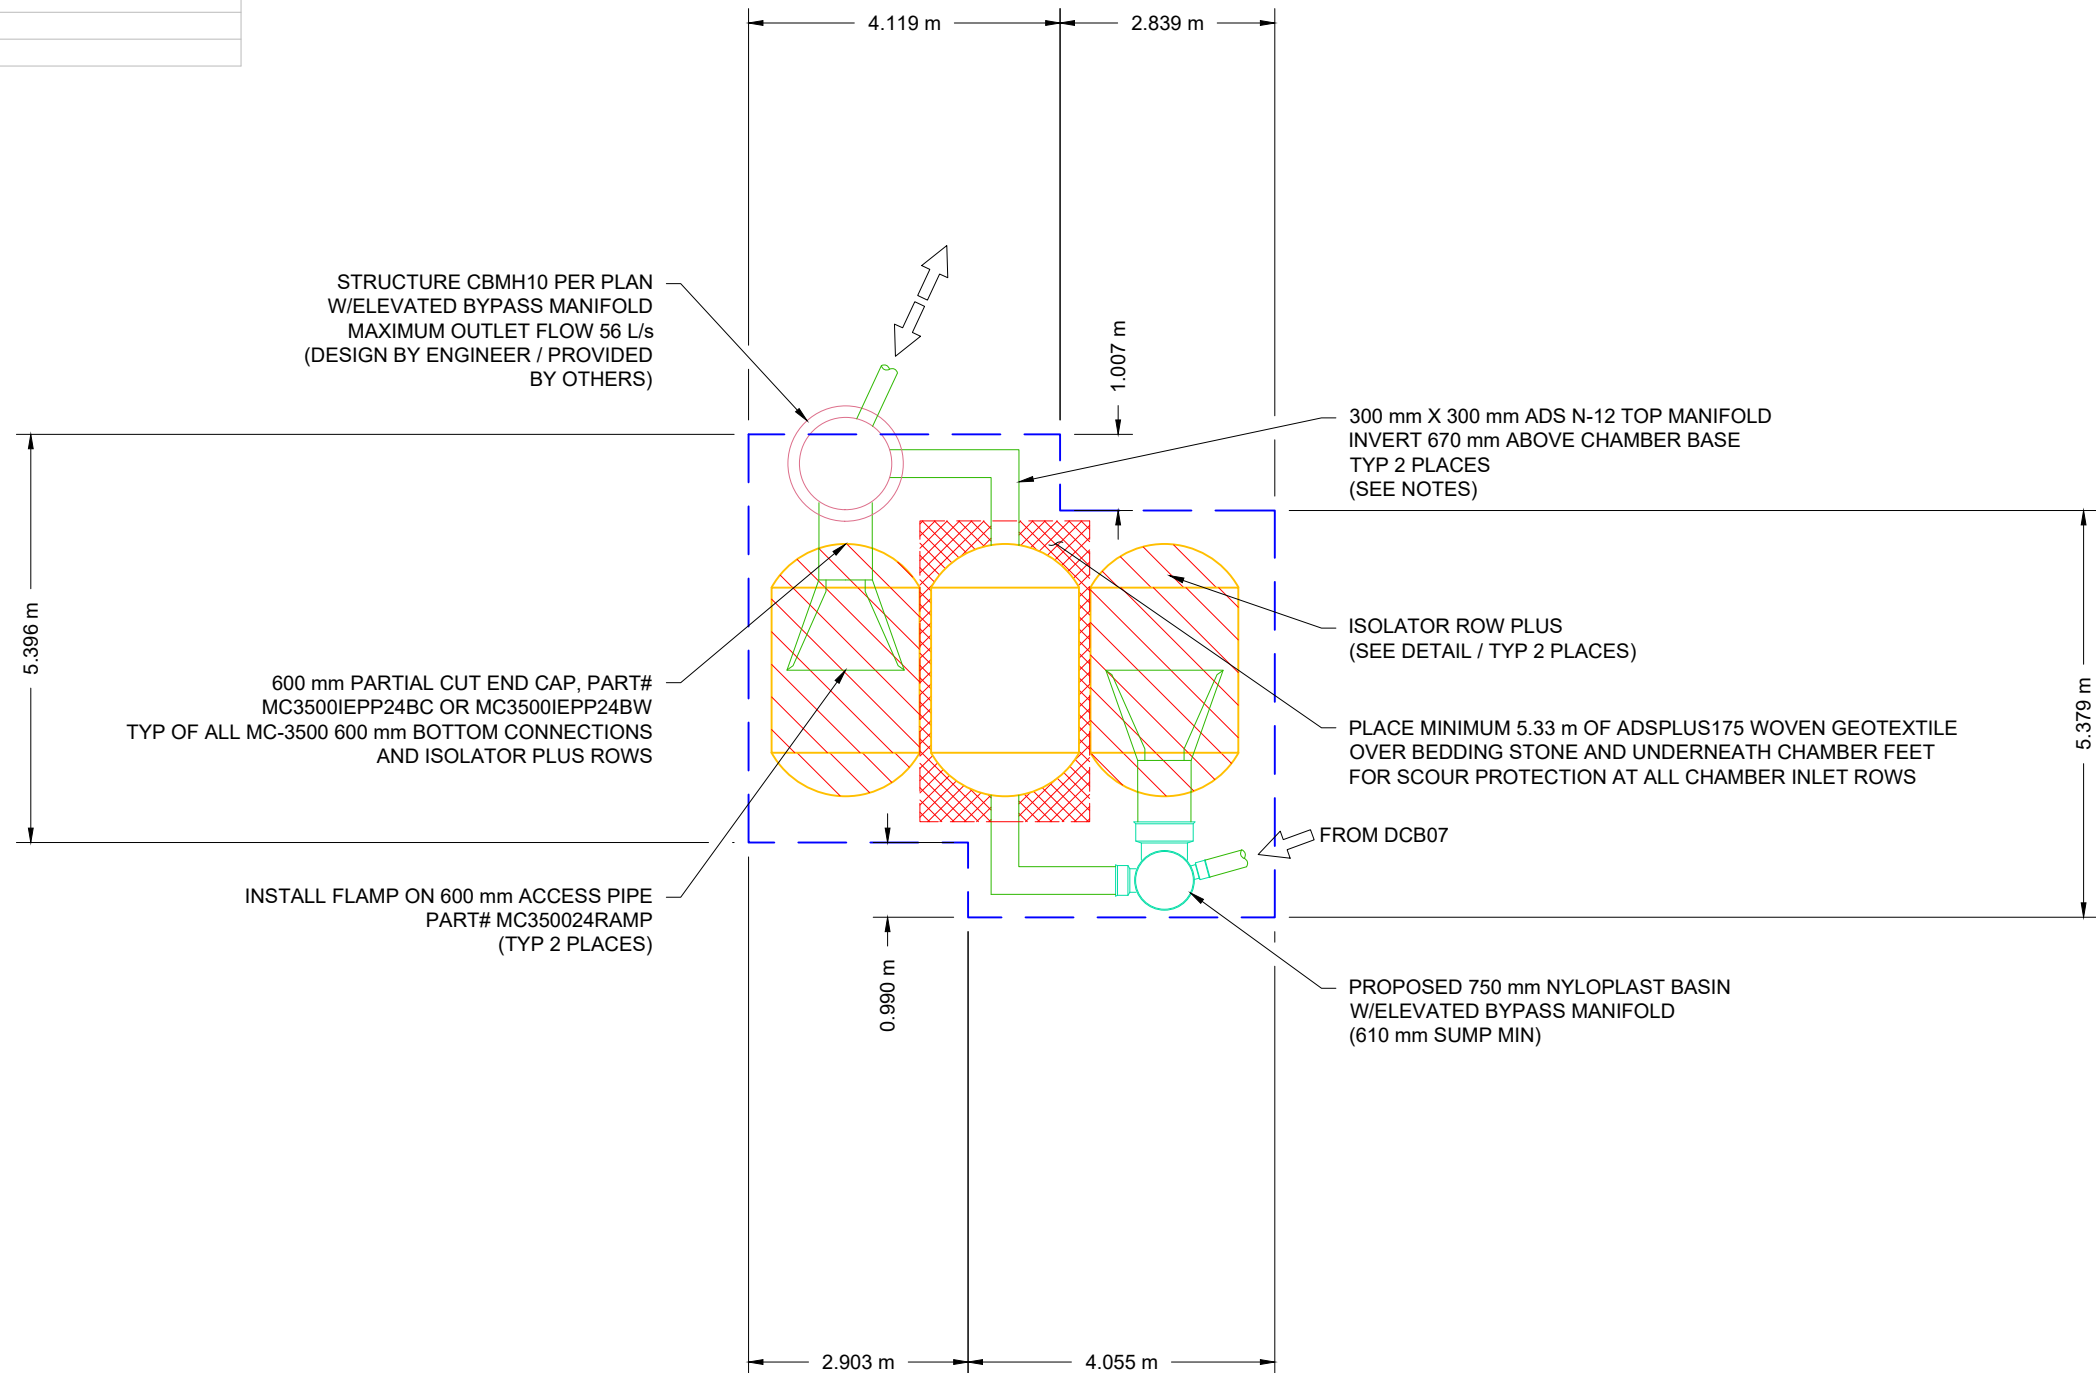 4.119 m
2.839 m
STRUCTURE CBMH10 PER PLAN
W/ELEVATED BYPASS MANIFOLD
MAXIMUM OUTLET FLOW 56 L/s
(DESIGN BY ENGINEER / PROVIDED
BY OTHERS)
1.007 m
300 mm X 300 mm ADS N-12 TOP MANIFOLD
INVERT 670 mm ABOVE CHAMBER BASE
TYP 2 PLACES
(SEE NOTES)
5.396 m
ISOLATOR ROW PLUS
(SEE DETAIL / TYP 2 PLACES)
600 mm PARTIAL CUT END CAP, PART#
MC3500IEPP24BC OR MC3500IEPP24BW
TYP OF ALL MC-3500 600 mm BOTTOM CONNECTIONS
AND ISOLATOR PLUS ROWS
PLACE MINIMUM 5.33 m OF ADSPLUS175 WOVEN GEOTEXTILE
OVER BEDDING STONE AND UNDERNEATH CHAMBER FEET
FOR SCOUR PROTECTION AT ALL CHAMBER INLET ROWS
5.379 m
FROM DCB07
INSTALL FLAMP ON 600 mm ACCESS PIPE
PART# MC350024RAMP
(TYP 2 PLACES)
0.990 m
PROPOSED 750 mm NYLOPLAST BASIN
W/ELEVATED BYPASS MANIFOLD
(610 mm SUMP MIN)
2.903 m
4.055 m